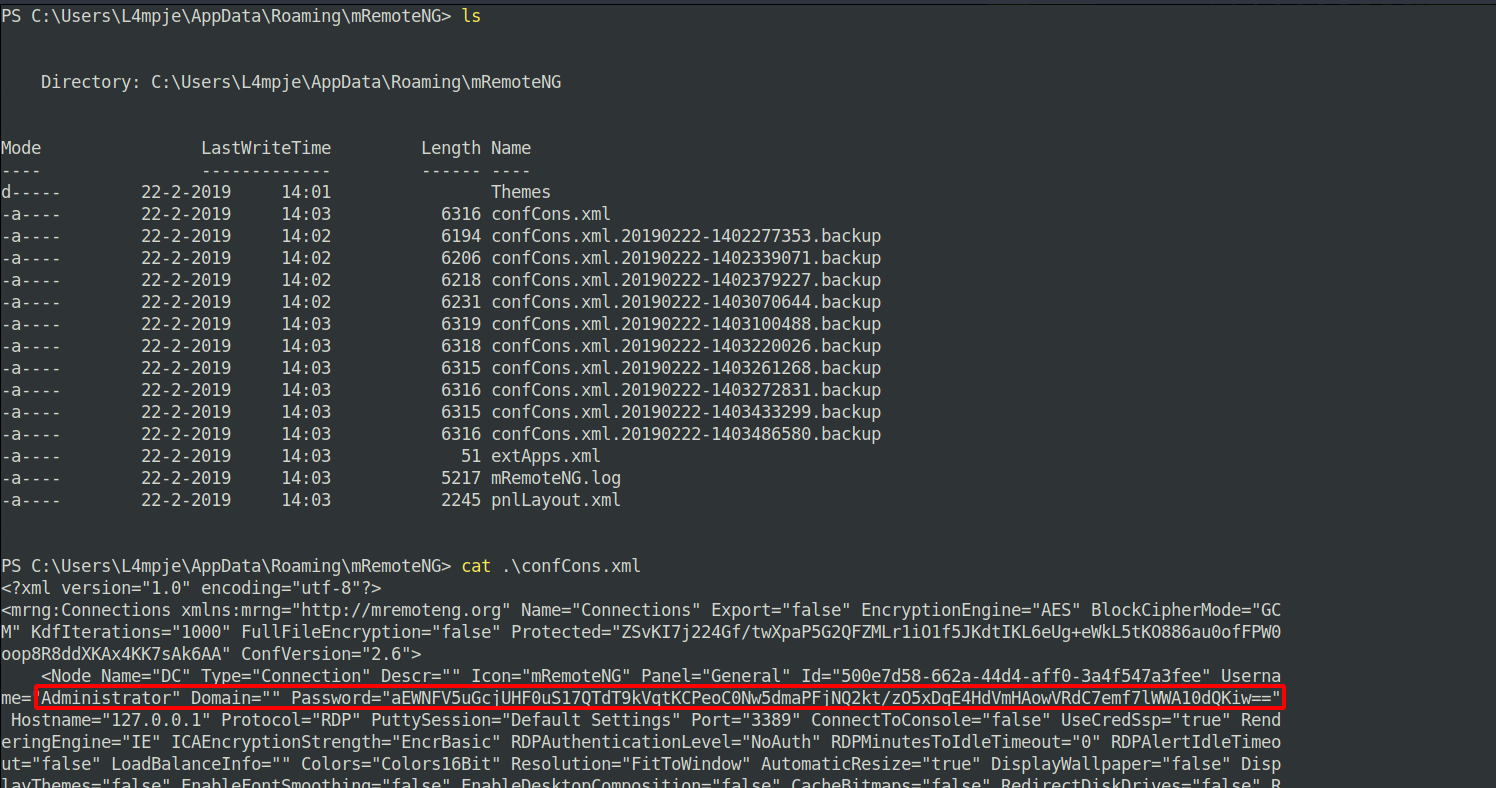 PS C:\Users\L4mpje\AppData\Roaming\mRemoteNG> ls
Directory: C:\Users\L4mpje\AppData\Roaming\mRemoteNG
Mode LastWriteTime Length Name
---- ------------- ------ ----
d----- 22-2-2019 14:01 Themes
-a---- 22-2-2019 14:03 6316 confCons.xml
-a---- 22-2-2019 14:02 6194 confCons.xml.20190222-1402277353.backup
-a---- 22-2-2019 14:02 6206 confCons.xml.20190222-1402339071.backup
-a---- 22-2-2019 14:02 6218 confCons.xml.20190222-1402379227.backup
-a---- 22-2-2019 14:02 6231 confCons.xml.20190222-1403070644.backup
-a---- 22-2-2019 14:03 6319 confCons.xml.20190222-1403100488.backup
-a---- 22-2-2019 14:03 6318 confCons.xml.20190222-1403220026.backup
-a---- 22-2-2019 14:03 6315 confCons.xml.20190222-1403261268.backup
-a---- 22-2-2019 14:03 6316 confCons.xml.20190222-1403272831.backup
-a---- 22-2-2019 14:03 6315 confCons.xml.20190222-1403433299.backup
-a---- 22-2-2019 14:03 6316 confCons.xml.20190222-1403486580.backup
-a---- 22-2-2019 14:03 51 extApps.xml
-a---- 22-2-2019 14:03 5217 mRemoteNG.log
-a---- 22-2-2019 14:03 2245 pnlLayout.xml
PS C:\Users\L4mpje\AppData\Roaming\mRemoteNG> cat .\confCons.xml
<?xml version="1.0" encoding="utf-8"?>
<mrng:Connections xmlns:mrng="http://mremoteng.org" Name="Connections" Export="false" EncryptionEngine="AES" BlockCipherMode="GC
M" KdfIterations="1000" FullFileEncryption="false" Protected="ZSvKI7j224Gf/twXpaP5G2QFZMLr1iO1f5JKdtIKL6eUg+eWkL5tKO886au0ofFPW0
oop8R8ddXKAx4KK7sAk6AA" ConfVersion="2.6">
<Node Name="DC" Type="Connection" Descr="" Icon="mRemoteNG" Panel="General" Id="500e7d58-662a-44d4-aff0-3a4f547a3fee" Userna
me="Administrator" Domain="" Password="aEWNFV5uGcjUHF0uS17QTdT9kVqtKCPeoC0Nw5dmaPFjNQ2kt/zO5xDqE4HdVmHAowVRdC7emf7lWWA10dQKiw=="
Hostname="127.0.0.1" Protocol="RDP" PuttySession="Default Settings" Port="3389" ConnectToConsole="false" UseCredSsp="true" Rend
eringEngine="IE" ICAEncryptionStrength="EncrBasic" RDPAuthenticationLevel="NoAuth" RDPMinutesToIdleTimeout="0" RDPAlertIdleTimeo
ut="false" LoadBalanceInfo="" Colors="Colors16Bit" Resolution="FitToWindow" AutomaticResize="true" DisplayWallpaper="false" Disp
layThemes="false" EnableFontSmoothing="false" EnableDesktopComposition="false" CacheBitmaps="false" RedirectDiskDrives="false" R